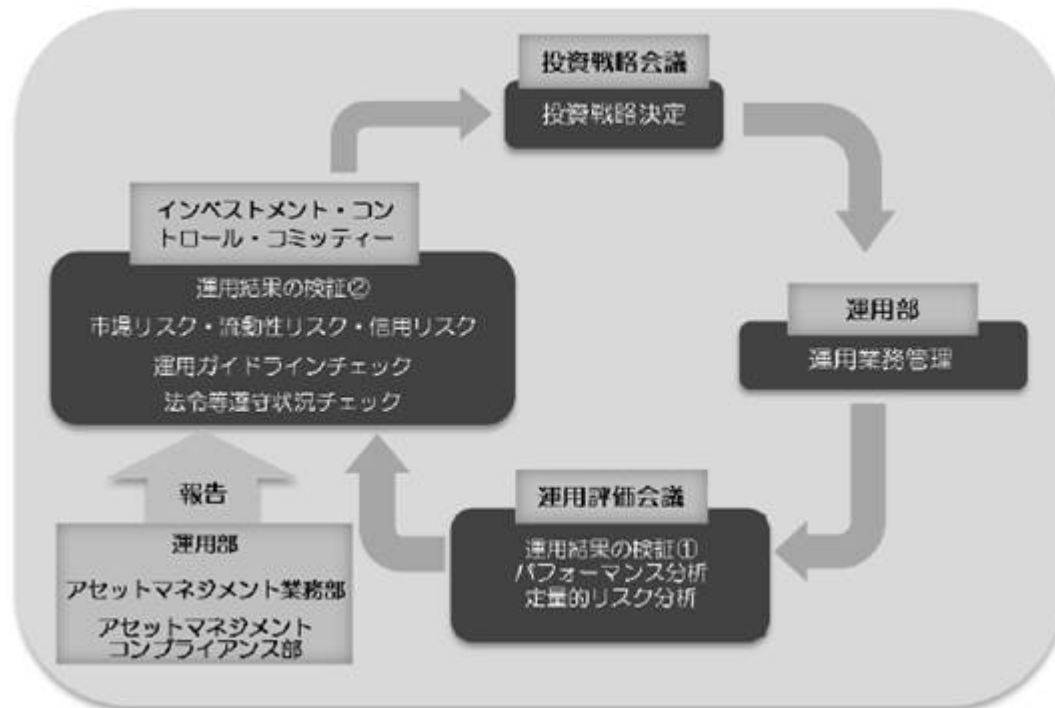 投資戦略会議
投資戦略決定
インベストメント・コン
トロール・コミッティー
運用結果の検証②
市場リスク・流動性リスク・信用リスク
運用ガイドラインチェック
法令等遵守状況チェック
運用部
運用業務管理
運用評価会議
運用結果の検証①
パフォーマンス分析
定量的リスク分析
報告
運用部
アセットマネジメント業務部
アセットマネジメント
コンプライアンス部